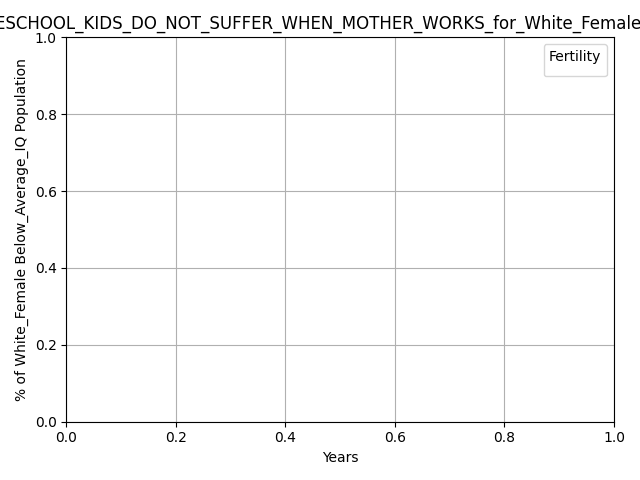 ESCHOOL_KIDS_DO_NOT_SUFFER_WHEN_MOTHER_WORKS_for_White_Female
Fertility
% of White_Female Below_Average_IQ Population
1.0
0.8
0.6
0.4
0.2
0.0
0.0 0.2 0.4 0.6 0.8 1.0
Years